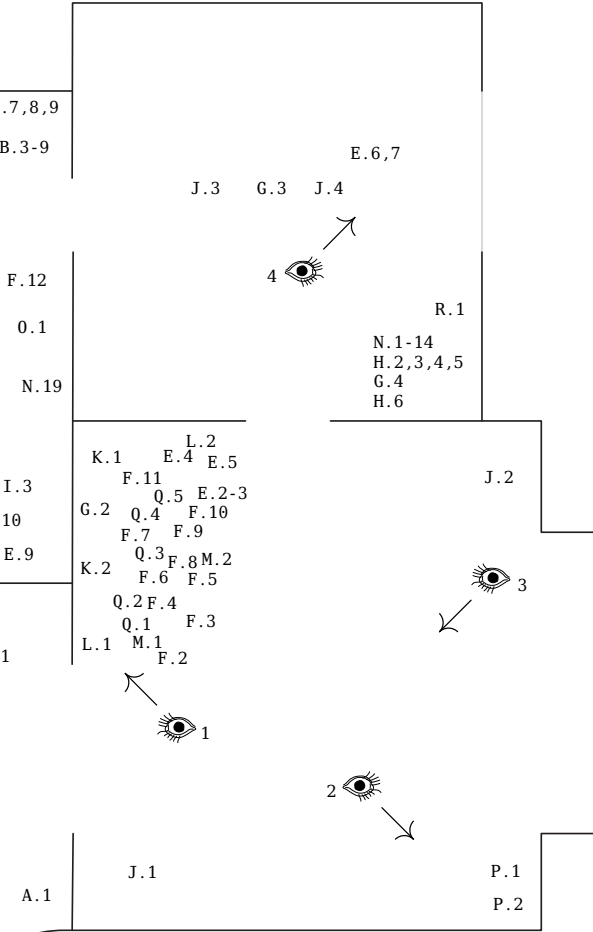 .7,8,9
B.3-9
E.6,7
J.3 G.3 J.4
4
F.12
R.1
O.1
N.1-14
H.2,3,4,5
G.4
H.6
N.19
L.2
K.1 E.4 E.5
F.11
J.2
I.3
Q.5 E.2-3
G.2 Q.4 F.10
10
F.7 F.9
E.9
Q.3 F.8 M.2
K.2 F.6 F.5
3
Q.2 F.4
Q.1 F.3
L.1 M.1
1
F.2
1
2
J.1
P.1
A.1
P.2